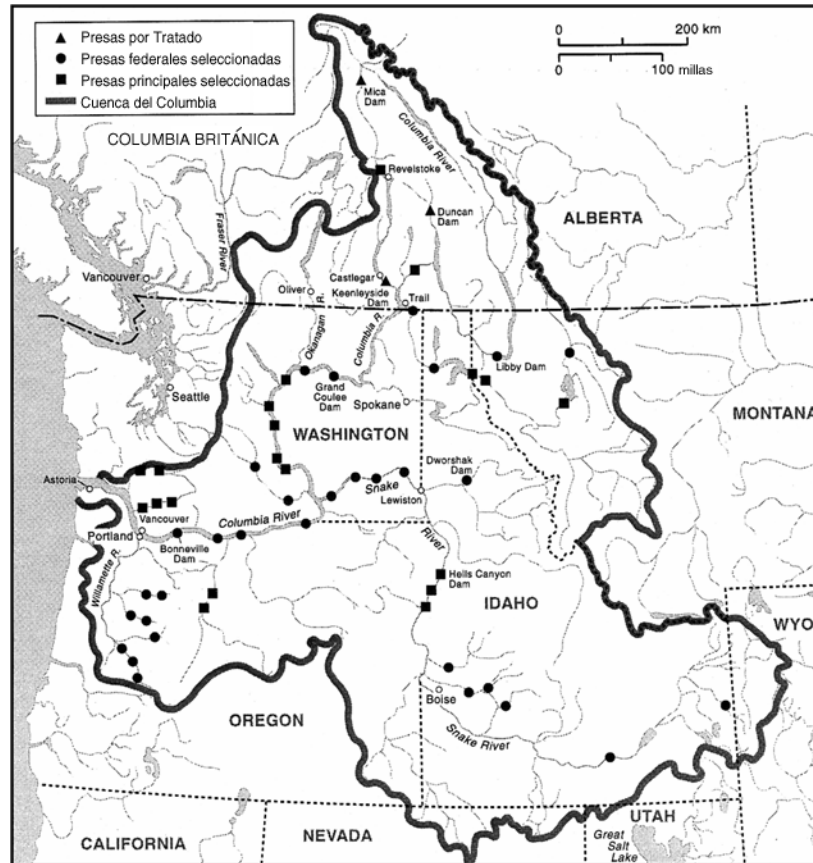 Presas por Tratado
Presas federales seleccionadas
Presas principales seleccionadas
Cuenca del Columbia
0 200 km
0 100 millas
COLUMBIA BRITÁNICA
Mica
Dam
Columbia River
Revelstoke
Fraser River
Duncan
Dam
ALBERTA
Vancouver
Castlegar
Keenleyside
Dam
Trail
Oliver
Okanagan R.
Columbia R.
Libby Dam
Grand
Coulee
Dam
Seattle
Spokane
WASHINGTON
MONTANA
Dworshak
Dam
Astoria
Snake
Lewiston
River
Vancouver
Columbia River
Portland
Bonneville
Dam
Willamette R.
Hells Canyon
Dam
IDAHO
WYO
Boise
OREGON
Snake River
UTAH
CALIFORNIA
NEVADA
Great
Salt
Lake